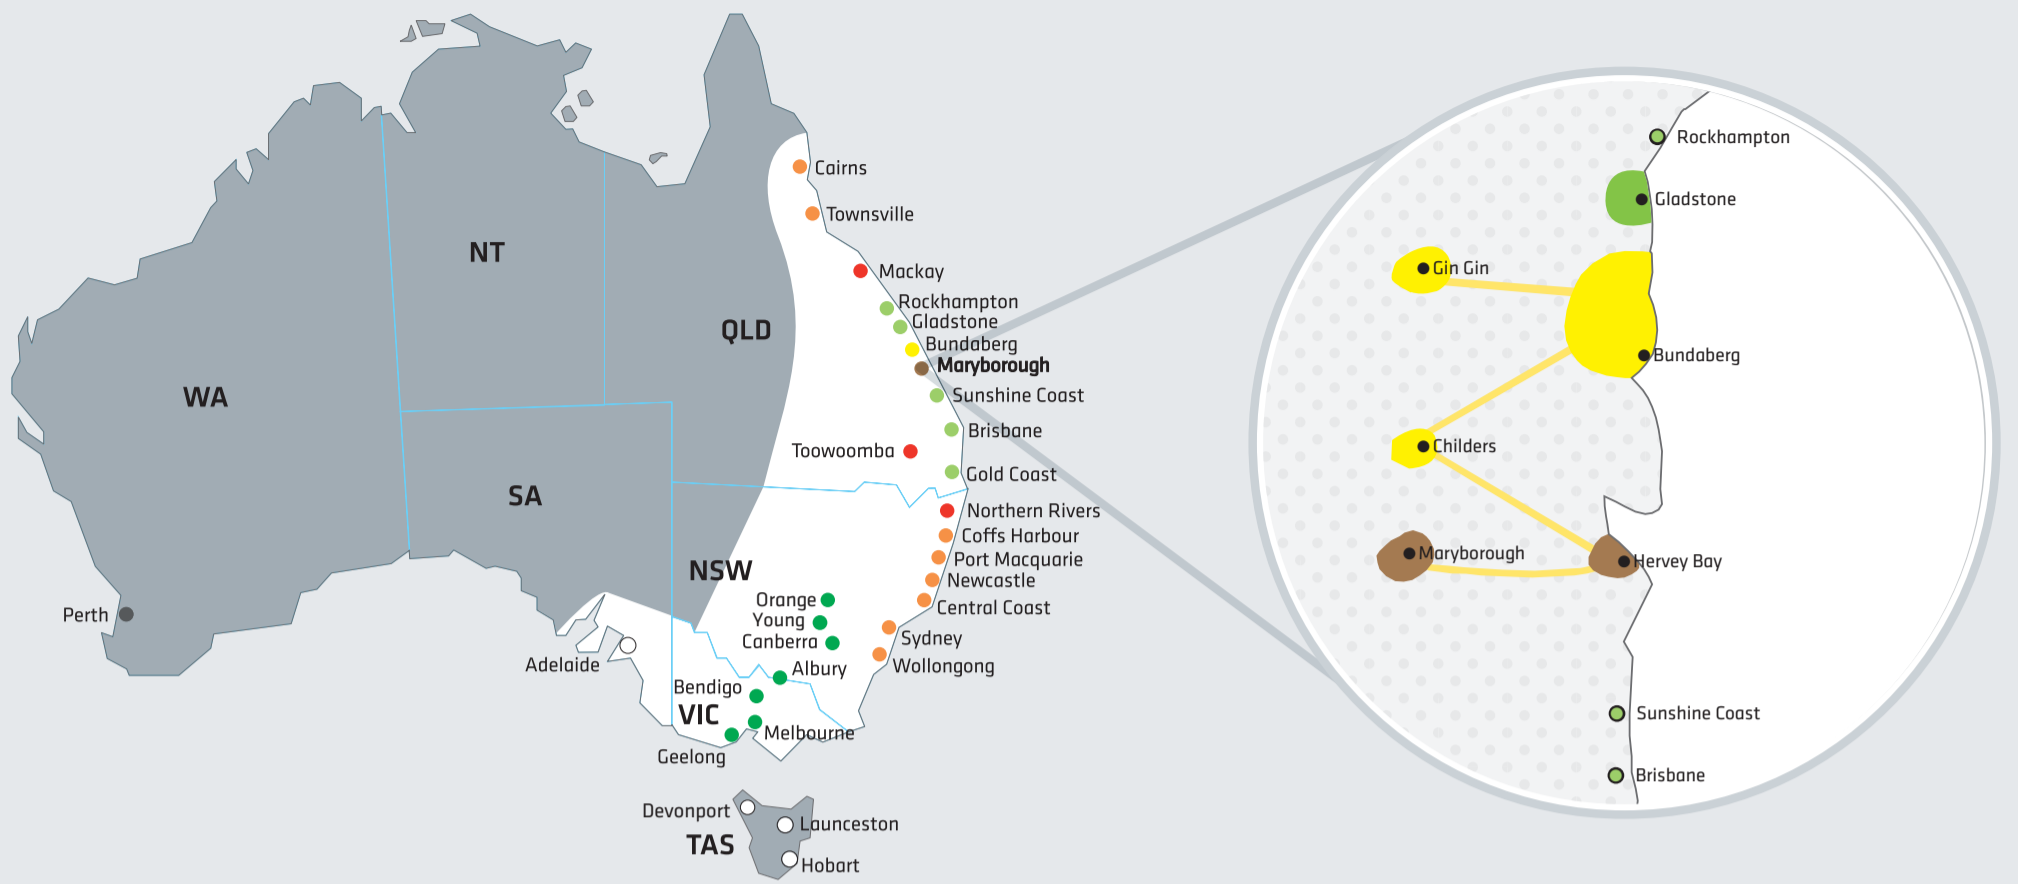 NT
QLD
WA
SA
NSW
VIC
TAS
Cairns
Townsville
Mackay
Rockhampton
Gladstone
Bundaberg
Maryborough
Sunshine Coast
Brisbane
Toowoomba
Gold Coast
Northern Rivers
Coffs Harbour
Port Macquarie
Newcastle
Orange
Central Coast
Young
Canberra
Sydney
Wollongong
Perth
Adelaide
Albury
Bendigo
Melbourne
Geelong
Devonport
Launceston
Hobart
Rockhampton
Gladstone
Gin Gin
Bundaberg
Childers
Maryborough
Hervey Bay
Sunshine Coast
Brisbane